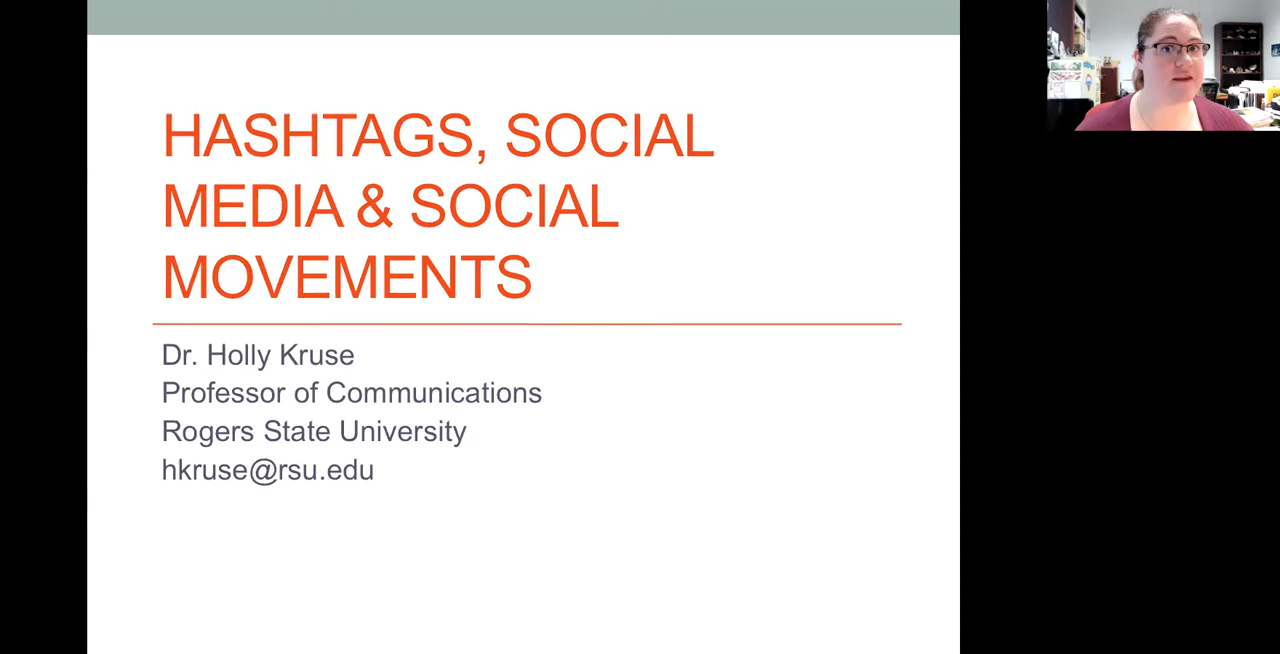 HASHTAGS, SOCIAL
MEDIA & SOCIAL
MOVEMENTS
Dr. Holly Kruse
Professor of Communications
Rogers State University
hkruse@rsu.edu